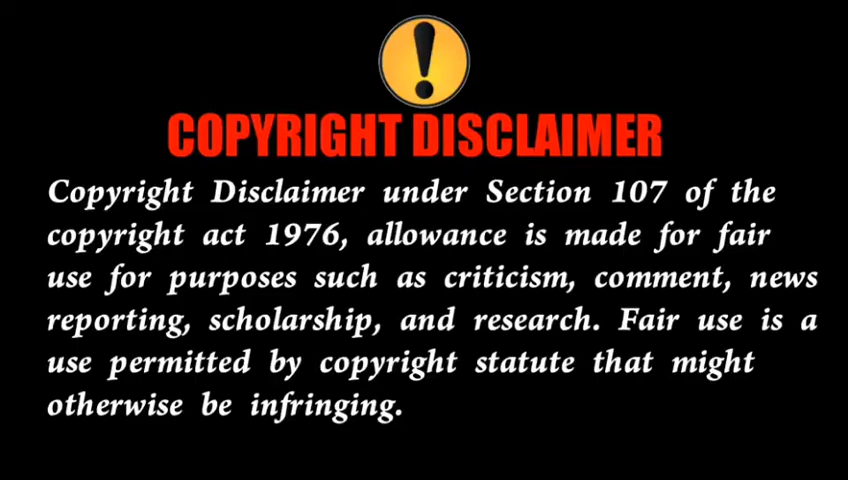 COPYRIGHT DISCLAIMER
Copyright Disclaimer under Section 107 of the
copyright act 1976, allowance is made for fair
use for purposes such as criticism, comment, news
reporting, scholarship, and research. Fair use is a
use permitted by copyright statute that might
otherwise be infringing.